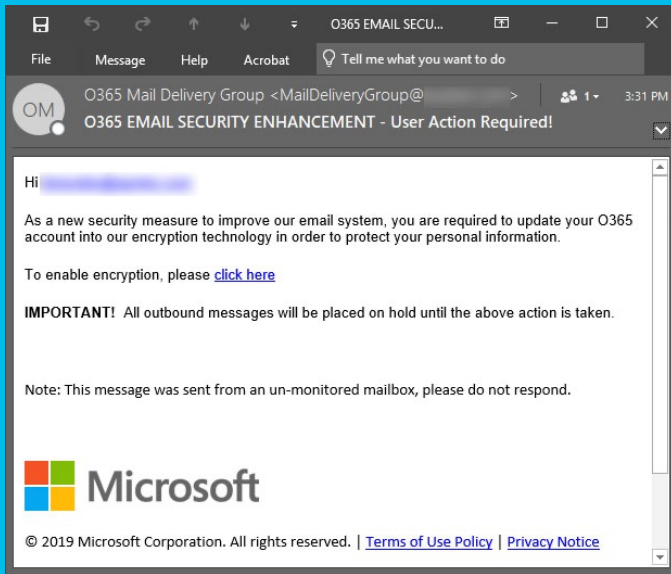 O365 EMAIL SECU...
File Message Help Acrobat Tell me what you want to do
OM
O365 Mail Delivery Group <MailDeliveryGroup@ > 1 3:31 PM
O365 EMAIL SECURITY ENHANCEMENT - User Action Required!
Hi
As a new security measure to improve our email system, you are required to update your O365
account into our encryption technology in order to protect your personal information.
To enable encryption, please click here
IMPORTANT! All outbound messages will be placed on hold until the above action is taken.
Note: This message was sent from an un-monitored mailbox, please do not respond.
Microsoft
© 2019 Microsoft Corporation. All rights reserved. | Terms of Use Policy | Privacy Notice